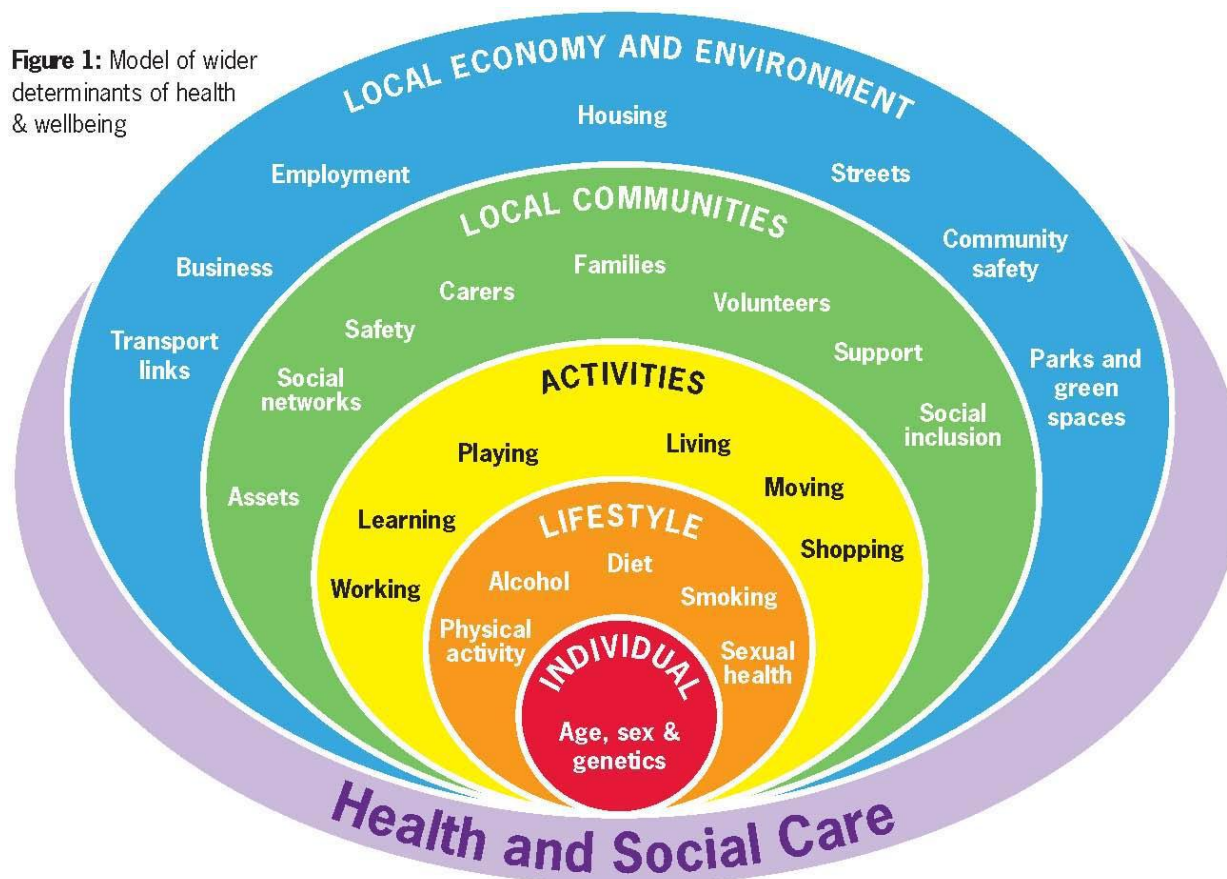 Figure 1: Model of wider
determinants of health
& wellbeing
LOCAL ECONOMY AND ENVIRONMENT
Housing
Employment
Streets
Business
Community
safety
Transport
links
Parks and
green
spaces
LOCAL COMMUNITIES
Families
Carers
Volunteers
Safety
Support
Social
networks
Social
inclusion
Assets
ACTIVITIES
Living
Playing
Moving
Learning
Shopping
Working
LIFESTYLE
Diet
Alcohol
Smoking
Physical
activity
Sexual
health
INDIVIDUAL
Age, sex &
genetics
Health and Social Care